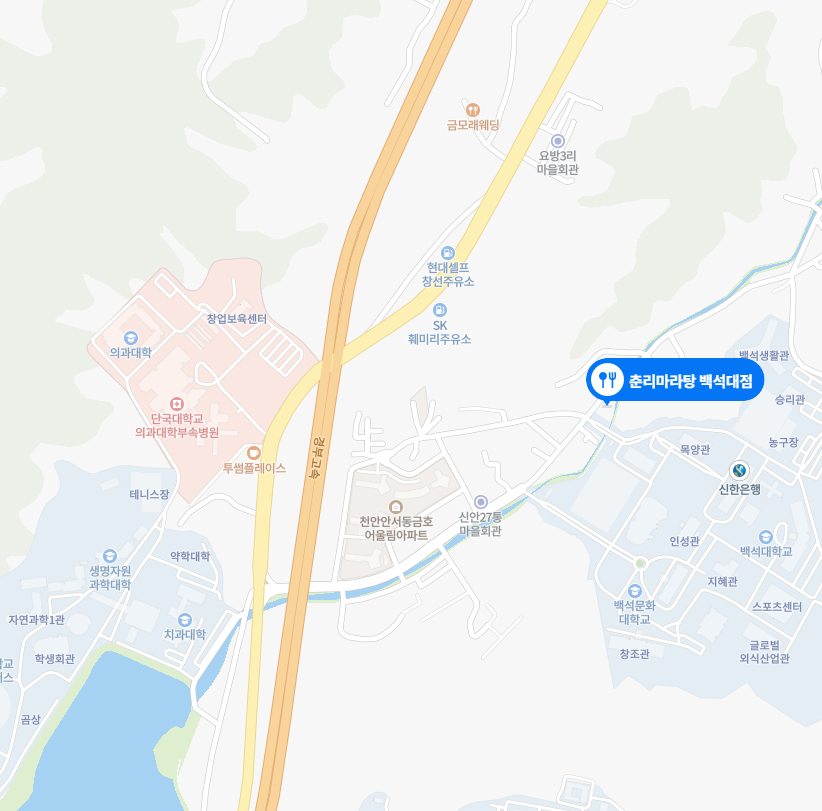 금모래웨딩
요방3리
마을회관
현대셀프
창선주유소
SK
훼미리주유소
창업보육센터
의과대학
백석생활관
춘리마라탕 백석대점
승리관
단국대학교
의과대학부속병원
경부고속
목양관
농구장
투썸플레이스
신한은행
테니스장
천안안서동금호
어울림아파트
신안27통
마을회관
인성관
백석대학교
약학대학
생명자원
과학대학
지혜관
백석문화
대학교
스포츠센터
자연과학1관
치과대학
글로벌
외식산업관
창조관
학생회관
학교
곰상